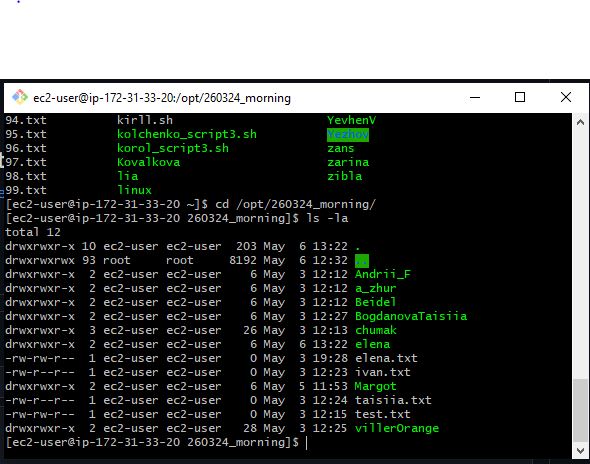 ec2-user@ip-172-31-33-20:/opt/260324_morning
94.txt kirll.sh YevhenV
95.txt kolchenko_script3.sh Yezhov
96.txt korol_script3.sh zans
97.txt Kovalkova zarina
98.txt lia zibla
99.txt linux
[ec2-user@ip-172-31-33-20 ~]$ cd /opt/260324_morning/
[ec2-user@ip-172-31-33-20 260324_morning]$ ls -la
total 12
drwxrwxr-x 10 ec2-user ec2-user 203 May 6 13:22 .
drwxrwxrwx 93 root root 8192 May 6 12:32 ..
drwxrwxr-x 2 ec2-user ec2-user 6 May 3 12:12 Andrii_F
drwxrwxr-x 2 ec2-user ec2-user 6 May 3 12:12 a_zhur
drwxrwxr-x 2 ec2-user ec2-user 6 May 3 12:12 Beidel
drwxrwxr-x 2 ec2-user ec2-user 6 May 3 12:27 BogdanovaTaisiia
drwxrwxr-x 3 ec2-user ec2-user 26 May 3 12:13 chumak
drwxrwxr-x 2 ec2-user ec2-user 6 May 6 13:22 elena
-rw-rw-r-- 1 ec2-user ec2-user 0 May 3 19:28 elena.txt
-rw-rw-r-- 1 ec2-user ec2-user 0 May 3 12:23 ivan.txt
drwxrwxr-x 2 ec2-user ec2-user 6 May 5 11:53 Margot
-rw-rw-r-- 1 ec2-user ec2-user 0 May 3 12:24 taisiia.txt
-rw-rw-r-- 1 ec2-user ec2-user 0 May 3 12:15 test.txt
drwxrwxr-x 2 ec2-user ec2-user 28 May 3 12:25 villerOrange
[ec2-user@ip-172-31-33-20 260324_morning]$